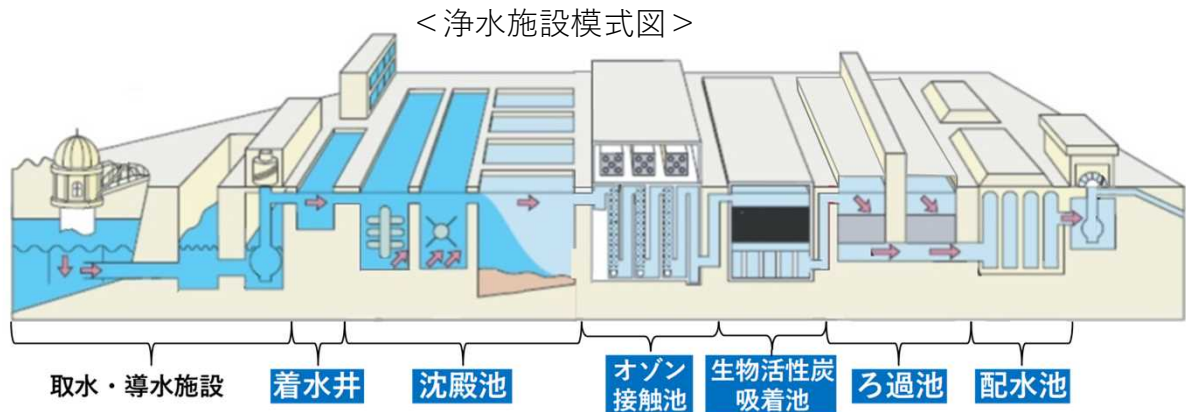 ＜浄水施設模式図＞
取水・導水施設
着水井
沈殿池
オゾン
接触池
生物活性炭
吸着池
ろ過池
配水池